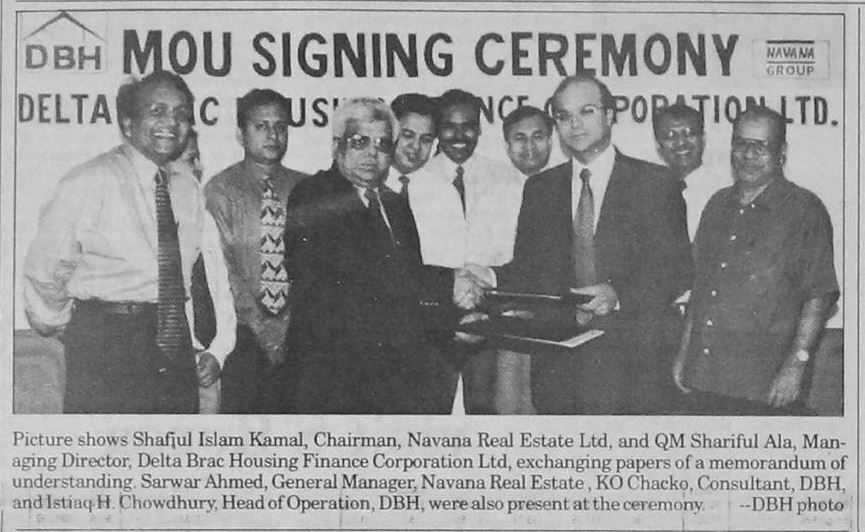 DBH MOU SIGNING CEREMONY NAVANA GROUP
DELTA C USI NCE C PORATION LTD.
Picture shows Shafiul Islam Kamal, Chairman, Navana Real Estate Ltd, and QM Shariful Ala, Man-
aging Director, Delta Brac Housing Finance Corporation Ltd, exchanging papers of a memorandum of
understanding. Sarwar Ahmed, General Manager, Navana Real Estate , KO Chacko, Consultant, DBH,
and Istiaq H. Chowdhury, Head of Operation, DBH, were also present at the ceremony. --DBH photo